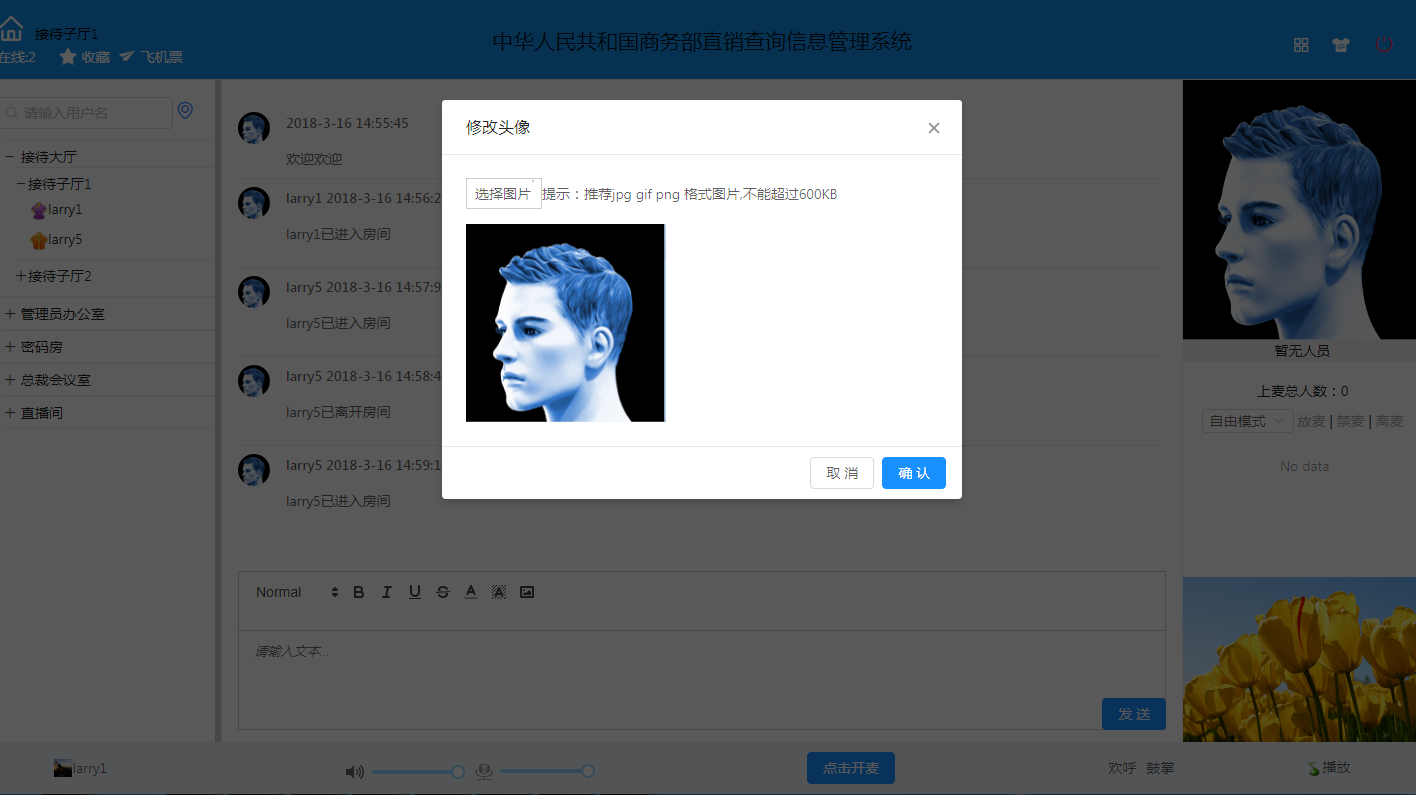 接待子厅1
在线:2 收藏 飞机票
中华人民共和国商务部直销查询信息管理系统
请输入用户名
接待大厅
接待子厅1
larry1
larry5
接待子厅2
管理员办公室
密码房
总裁会议室
直播间
2018-3-16 14:55:45
欢迎欢迎
larry1 2018-3-16 14:56:2
larry1已进入房间
larry5 2018-3-16 14:57:9
larry5已进入房间
larry5 2018-3-16 14:58:4
larry5已离开房间
larry5 2018-3-16 14:59:1
larry5已进入房间
修改头像
选择图片 提示：推荐jpg gif png 格式图片,不能超过600KB
取 消 确 认
Normal B I U S A A
请输入文本...
发 送
暂无人员
上麦总人数：0
自由模式 放麦 | 禁麦 | 离麦
No data
larry1
点击开麦
欢呼 鼓掌
播放